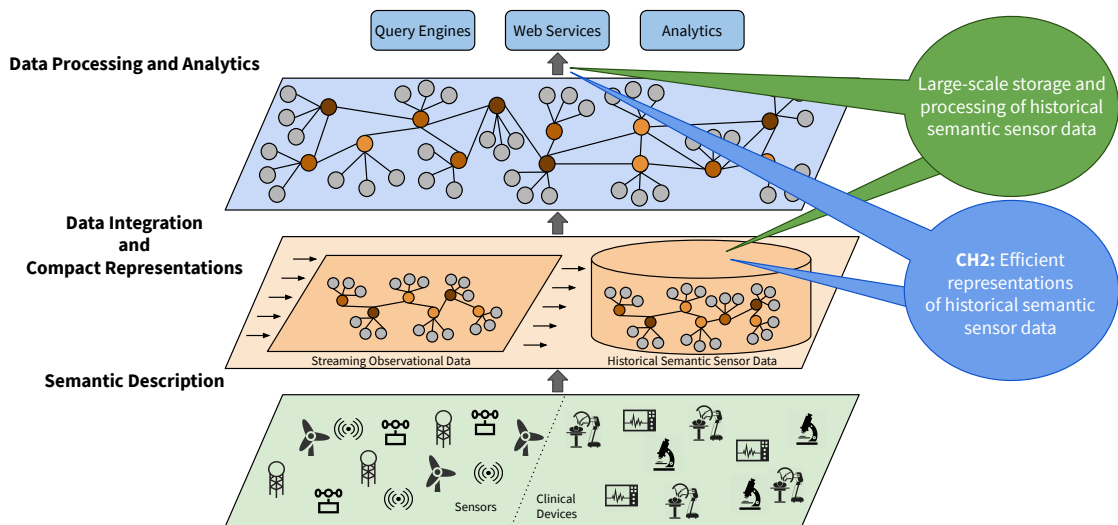 Query Engines
Web Services
Analytics
Data Processing and Analytics
Large-scale storage and
processing of historical
semantic sensor data
Data Integration
and
Compact Representations
CH2: Efficient
representations
of historical semantic
sensor data
Streaming Observational Data
Historical Semantic Sensor Data
Semantic Description
Sensors
Clinical
Devices